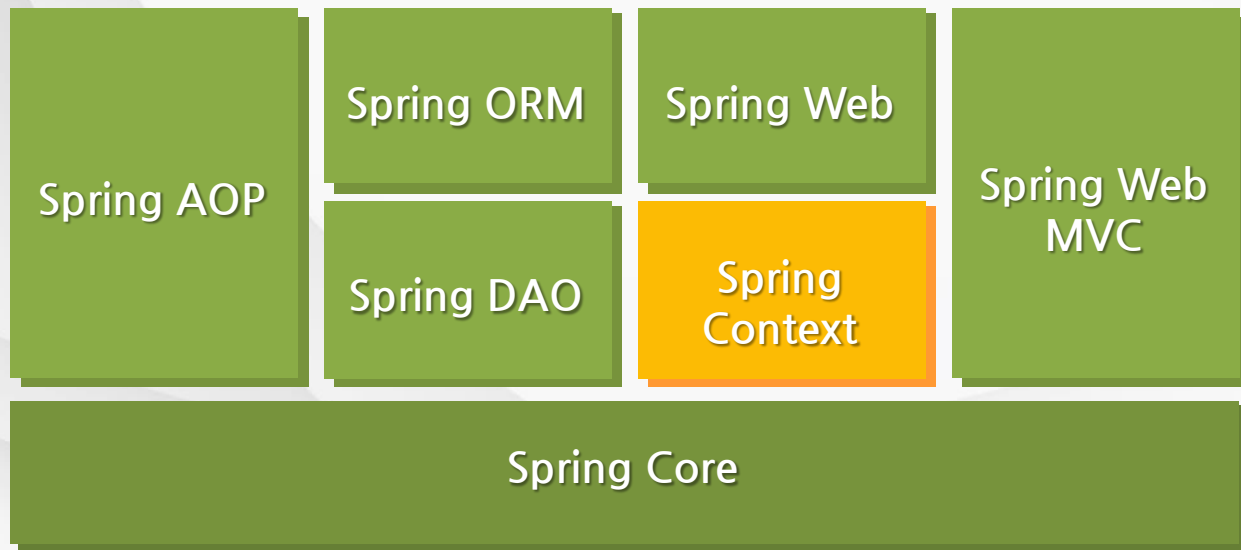 Spring AOP
Spring ORM
Spring Web
Spring Web
MVC
Spring DAO
Spring
Context
Spring Core